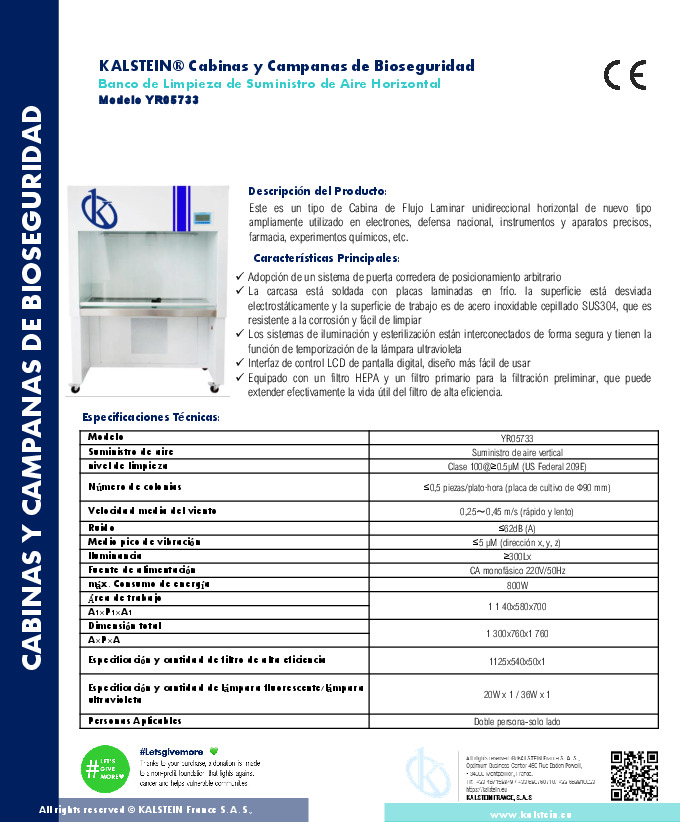 CABINAS Y CAMPANAS DE BIOSEGURIDAD
KALSTEIN® Cabinas y Campanas de Bioseguridad
Banco de Limpieza de Suministro de Aire Horizontal
Modelo YR05733
CE
Descripción del Producto:
Este es un tipo de Cabina de Flujo Laminar unidireccional horizontal de nuevo tipo
ampliamente utilizado en electrones, defensa nacional, instrumentos y aparatos precisos,
farmacia, experimentos químicos, etc.
Características Principales:
✓ Adopción de un sistema de puerta corredera de posicionamiento arbitrario
✓ La carcasa está soldada con placas laminadas en frío. la superficie está desviada
electrostáticamente y la superficie de trabajo es de acero inoxidable cepillado SUS304, que es
resistente a la corrosión y fácil de limpiar
✓ Los sistemas de iluminación y esterilización están interconectados de forma segura y tienen la
función de temporización de la lámpara ultravioleta
✓ Interfaz de control LCD de pantalla digital, diseño más fácil de usar
✓ Equipado con un filtro HEPA y un filtro primario para la filtración preliminar, que puede
extender efectivamente la vida útil del filtro de alta eficiencia.
Especificaciones Técnicas:
Modelo YR05733
Suministro de aire Suministro de aire vertical
nivel de limpieza Clase 100@≥0.5µM (US Federal 209E)
Número de colonias ≤0,5 piezas/plato·hora (placa de cultivo de Φ90 mm)
Velocidad media del viento 0,25～0,45 m/s (rápido y lento)
Ruido ≤62dB (A)
Medio pico de vibración ≤5 µM (dirección x, y, z)
Iluminancia ≥300Lx
Fuente de alimentación CA monofásico 220V/50Hz
máx. Consumo de energía 800W
Área de trabajo
A1×P1×A1 1 1 40x580x700
Dimensión total
A×P×A 1 300x760x1 760
Especificación y cantidad de filtro de alta eficiencia 1125x540x50x1
Especificación y cantidad de lámpara fluorescente/lámpara
ultravioleta 20W x 1 / 36W x 1
Personas Aplicables Doble persona-solo lado
#LET'S
GIVE
MORE
#Letsgivemore
Thanks to your purchase, a donation is made
to a non-profit foundation that fights against
cancer and helps vulnerable communities
All rights reserved © KALSTEIN France S. A. S.,
Optimum Business Center 450 Rue Baden Powell,
34000 Montpellier, France.
https://kalstein.eu
KALSTEIN FRANCE, S.A.S
All rights reserved © KALSTEIN France S.A.S.,
www.kalstein.eu